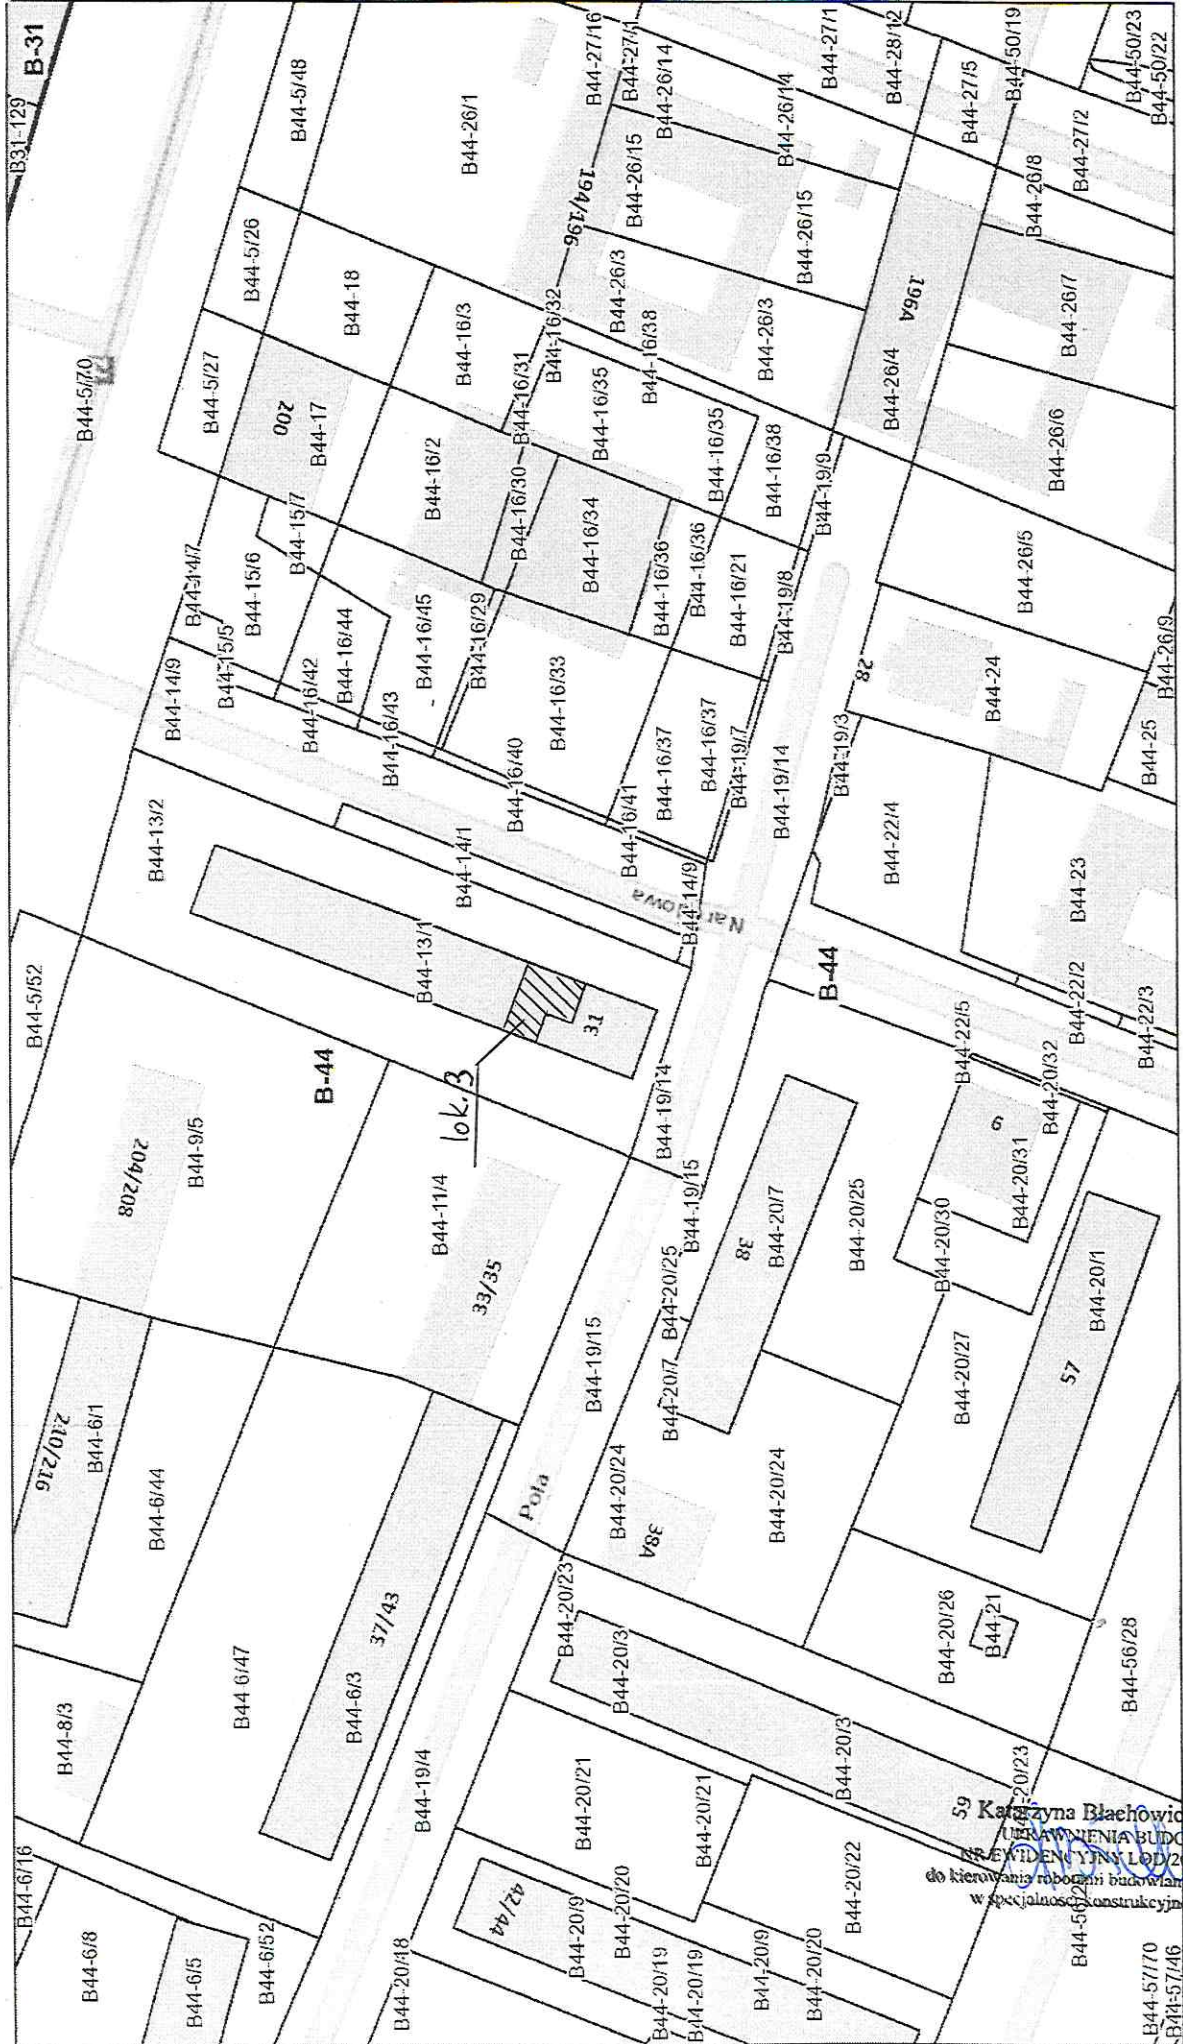 B31-129
B-31
B44-5/48
B44-26/1
B44-27/16
B44-27/1
B44-26/14
B44-27/1
B44-28/12
B44-27/5
B44-50/19
B44-50/23
B44-50/22
B44-26/14
B44-27/2
B44-26/8
B44-26/15
B44-26/15
194/196
B44-5/26
B44-18
B44-26/3
B44-26/3
196A
B44-26/4
B44-26/7
B44-26/6
B44-5/70
B44-5/27
200
B44-17
B44-16/3
B44-16/32
B44-16/31
B44-16/38
B44-16/35
B44-16/35
B44-16/38
B44-19/9
B44-16/2
B44-16/30
B44-16/34
B44-16/36
B44-16/36
B44-16/21
B44-19/8
B44-26/5
B44-14/7
B44-15/7
B44-15/6
B44-15/5
B44-16/44
B44-16/42
B44-16/45
B44-16/29
B44-16/43
B44-16/33
B44-16/40
B44-16/37
B44-16/37
B44-16/41
B44-19/7
B44-19/14
B44-19/3
28
B44-24
B44-26/9
B44-25
B44-14/9
B44-13/2
B44-14/1
B44-13/1
B44-14/9
Narutowa
B44-22/4
B44-23
B44-22/2
B44-22/3
B44-22/5
B-44
B44-5/52
B-44
31
lok. 3
B44-19/14
B44-19/15
204/208
B44-9/5
B44-11/4
33/35
B44-20/32
6
B44-20/31
B44-20/30
38
B44-20/7
B44-20/25
B44-20/25
B44-20/7
B44-19/15
B44-20/1
57
B44-20/27
210/216
B44-6/1
B44-6/44
Pola
B44-20/24
38A
B44-20/24
B44-20/23
B44-20/3
B44-20/26
B44-21
B44-56/28
37/43
B44-6/3
B44 6/47
B44-8/3
B44-19/4
B44-20/21
B44-20/21
B44-20/3
B44-20/23
59
B44-6/16
B44-6/8
B44-6/5
B44-6/52
B44-20/18
42/44
B44-20/9
B44-20/20
B44-20/19
B44-20/19
B44-20/9
B44-20/20
B44-20/22
B44-57/70
B44-57/46
Katarzyna Błachowic
UPRAWNIENIA BUDO
NR EWIDENCYJNY LOD/20
do kierowania robotami budowlan
w specjalności konstrukcyjn